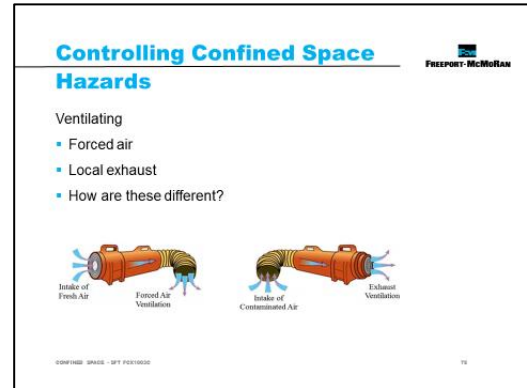 Controlling Confined Space
Hazards
FREEPORT-MCMORAN
Ventilating
Forced air
Local exhaust
How are these different?
Intake of
Fresh Air
Forced Air
Ventilation
Intake of
Contaminated Air
Exhaust
Ventilation
CONFINED SPACE - SFT FCX1003C